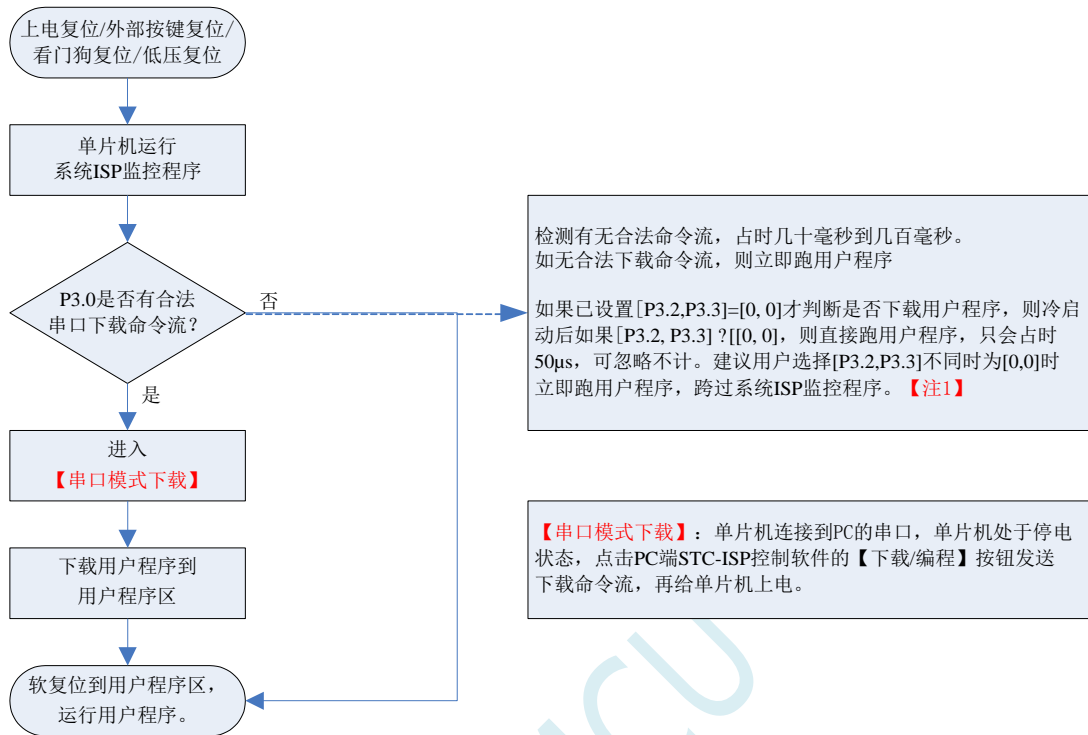 上电复位/外部按键复位/
看门狗复位/低压复位
单片机运行
系统ISP监控程序
P3.0是否有合法
串口下载命令流？
否
是
进入
【串口模式下载】
下载用户程序到
用户程序区
软复位到用户程序区，
运行用户程序。
检测有无合法命令流，占时几十毫秒到几百毫秒。
如无合法下载命令流，则立即跑用户程序
如果已设置[P3.2,P3.3]=[0, 0]才判断是否下载用户程序，则冷启
动后如果[P3.2, P3.3] ?[[0, 0]，则直接跑用户程序，只会占时
50μs，可忽略不计。建议用户选择[P3.2,P3.3]不同时为[0,0]时
立即跑用户程序，跨过系统ISP监控程序。【注1】
【串口模式下载】：单片机连接到PC的串口，单片机处于停电
状态，点击PC端STC-ISP控制软件的【下载/编程】按钮发送
下载命令流，再给单片机上电。
MCU